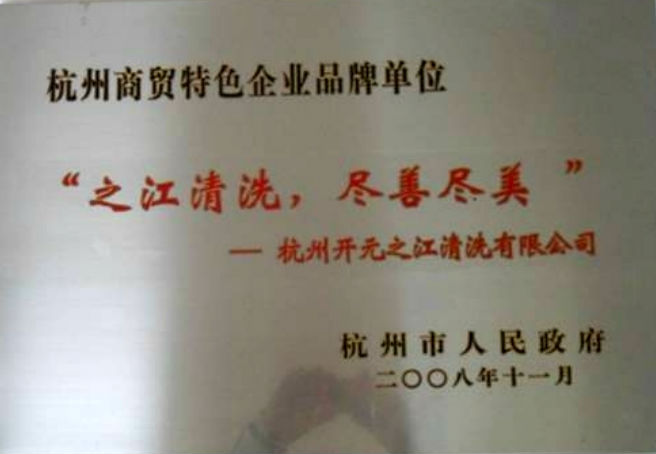 杭州商贸特色企业品牌单位
“之江清洗，尽善尽美”
— 杭州开元之江清洗有限公司
杭州市人民政府
二〇〇八年十一月